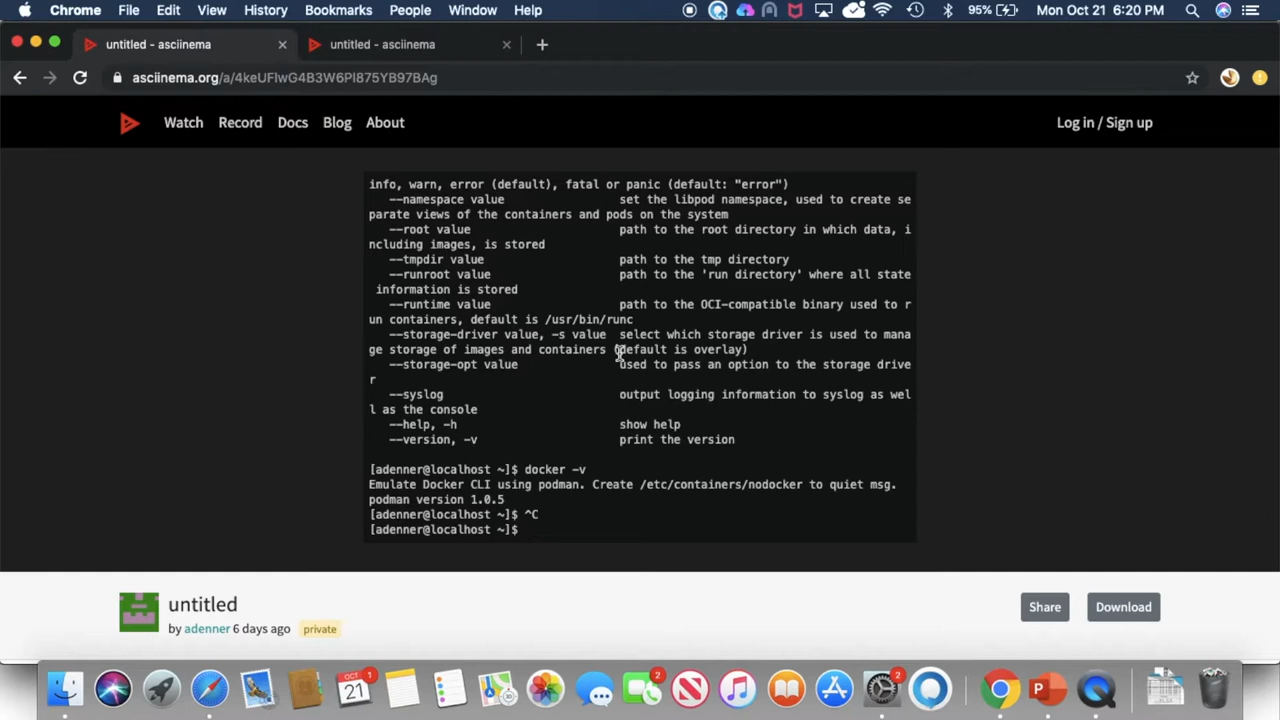 Chrome File Edit View History Bookmarks People Window Help 95% Mon Oct 21 6:20 PM
untitled - asciinema untitled - asciinema
asciinema.org/a/4keUFIwG4B3W6Pl875YB97BAg
Watch Record Docs Blog About Log in / Sign up
info, warn, error (default), fatal or panic (default: "error")
--namespace value set the libpod namespace, used to create se
parate views of the containers and pods on the system
--root value path to the root directory in which data, i
ncluding images, is stored
--tmpdir value path to the tmp directory
--runroot value path to the 'run directory' where all state
information is stored
--runtime value path to the OCI-compatible binary used to r
un containers, default is /usr/bin/runc
--storage-driver value, -s value select which storage driver is used to mana
ge storage of images and containers (default is overlay)
--storage-opt value used to pass an option to the storage drive
r
--syslog output logging information to syslog as wel
l as the console
--help, -h show help
--version, -v print the version
[adenner@localhost ~]$ docker -v
Emulate Docker CLI using podman. Create /etc/containers/nodocker to quiet msg.
podman version 1.0.5
[adenner@localhost ~]$ ^C
[adenner@localhost ~]$
untitled
by adenner 6 days ago private
Share Download
OCT 21 1 2 2